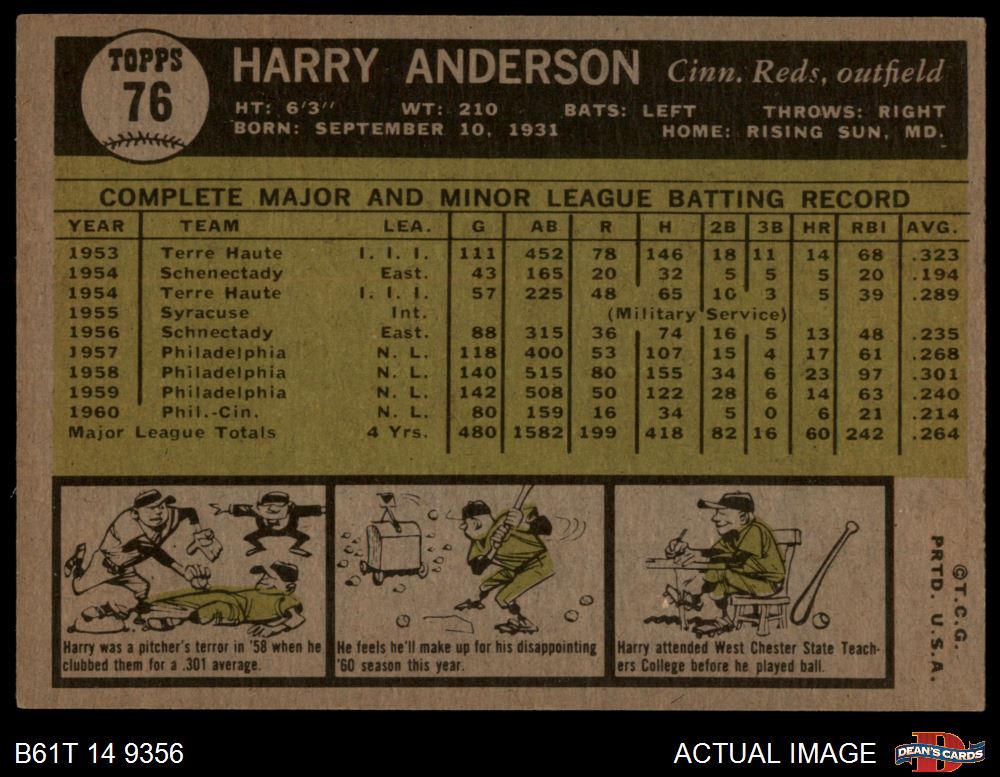 TOPPS
76
HARRY ANDERSON Cinn. Reds, outfield
HT: 6'3" WT: 210 BATS: LEFT THROWS: RIGHT
BORN: SEPTEMBER 10, 1931 HOME: RISING SUN, MD.
COMPLETE MAJOR AND MINOR LEAGUE BATTING RECORD
YEAR TEAM LEA. G AB R H 2B 3B HR RBI AVG.
1953 Terre Haute I. I. I. 111 452 78 146 18 11 14 68 .323
1954 Schenectady East. 43 165 20 32 5 5 5 20 .194
1954 Terre Haute I. I. I. 57 225 48 65 10 3 5 39 .289
1955 Syracuse Int. (Military Service)
1956 Schnectady East. 88 315 36 74 16 5 13 48 .235
1957 Philadelphia N. L. 118 400 53 107 15 4 17 61 .268
1958 Philadelphia N. L. 140 515 80 155 34 6 23 97 .301
1959 Philadelphia N. L. 142 508 50 122 28 6 14 63 .240
1960 Phil.-Cin. N. L. 80 159 16 34 5 0 6 21 .214
Major League Totals 4 Yrs. 480 1582 199 418 82 16 60 242 .264
Harry was a pitcher's terror in '58 when he
clubbed them for a .301 average.
He feels he'll make up for his disappointing
'60 season this year.
Harry attended West Chester State Teach-
ers College before he played ball.
©T.C.G.
PRTD. U.S.A.
B61T 14 9356 ACTUAL IMAGE
D
DEAN'S CARDS